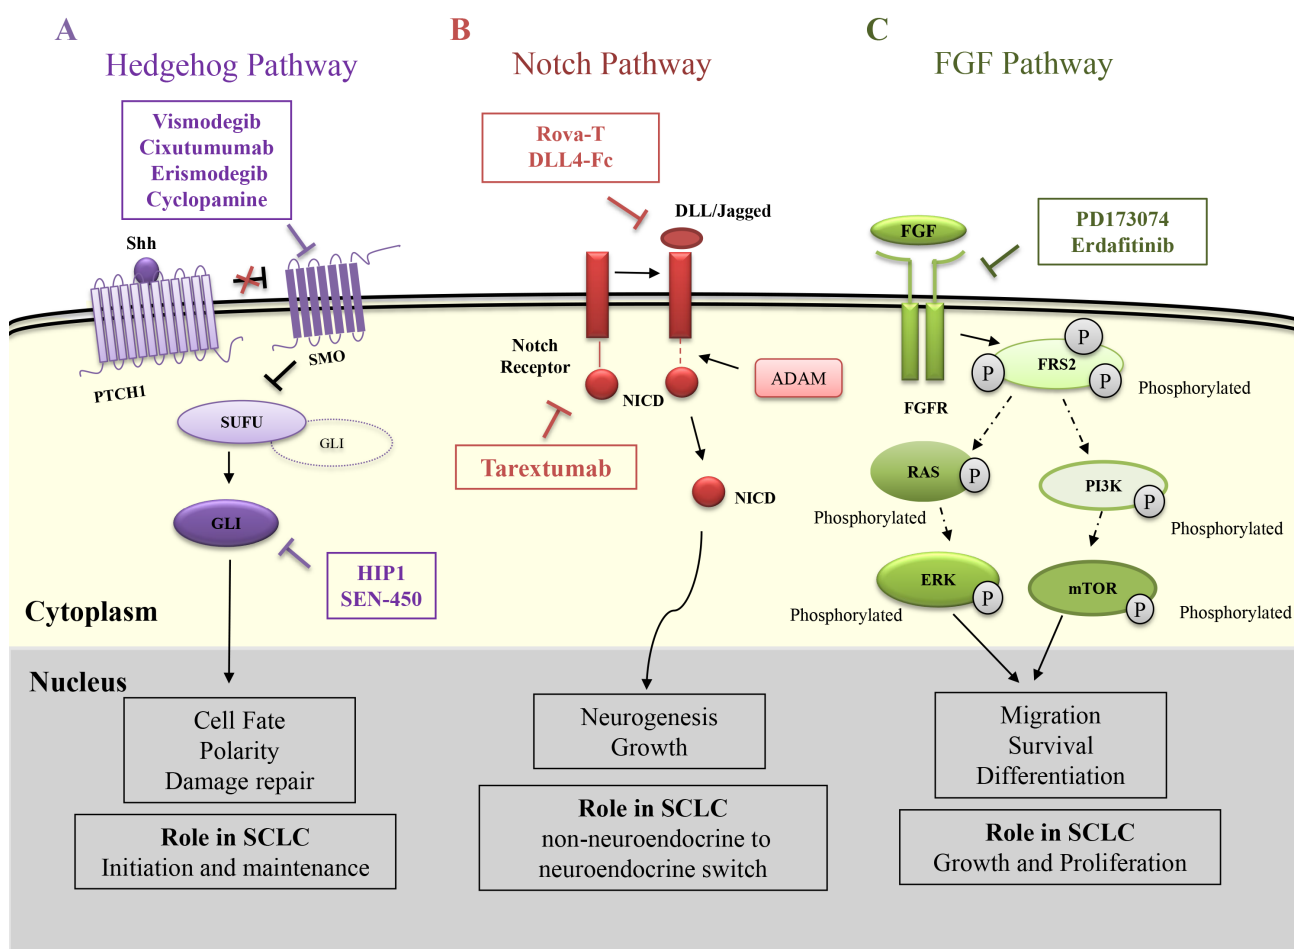 A
Hedgehog Pathway
Vismodegib
Cixutumumab
Erismodegib
Cyclopamine
Shh
PTCH1
SMO
SUFU
GLI
GLI
HIP1
SEN-450
B
Notch Pathway
Rova-T
DLL4-Fc
DLL/Jagged
Notch
Receptor
NICD
ADAM
Tarextumab
NICD
C
FGF Pathway
FGF
PD173074
Erdafitinib
FGFR
P
P
FRS2
P
Phosphorylated
RAS
P
Phosphorylated
PI3K
P
Phosphorylated
ERK
P
Phosphorylated
mTOR
P
Phosphorylated
Cytoplasm
Nucleus
Cell Fate
Polarity
Damage repair
Role in SCLC
Initiation and maintenance
Neurogenesis
Growth
Role in SCLC
non-neuroendocrine to
neuroendocrine switch
Migration
Survival
Differentiation
Role in SCLC
Growth and Proliferation